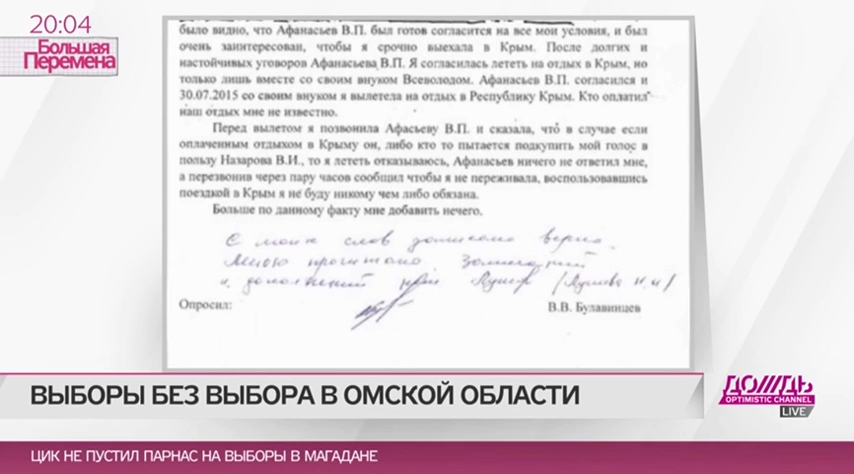 20:04
Большая
Перемена
было видно, что Афанасьев В.П. был готов согласится на все мои условия, и был
очень заинтересован, чтобы я срочно выехала в Крым. После долгих и
настойчивых уговоров Афанасьева В.П. Я согласилась лететь на отдых в Крым, но
только лишь вместе со своим внуком Всеволодом. Афанасьев В.П. согласился и
30.07.2015 со своим внуком я вылетела на отдых в Республику Крым. Кто оплатил
наш отдых мне не известно.
Перед вылетом я позвонила Афасьеву В.П. и сказала, что в случае если
оплаченным отдыхом в Крыму он, либо кто то пытается подкупить мой голос в
пользу Назарова В.И., то я лететь отказываюсь, Афанасьев ничего не ответил мне,
а перезвонив через пару часов сообщил чтобы я не переживала, воспользовавшись
поездкой в Крым я не буду никому чем либо обязана.
Больше по данному факту мне добавить нечего.
С моих слов записано верно.
Мною прочитано. Замечаний
и дополнений нет
Опросил:
В.В. Булавинцев
ВЫБОРЫ БЕЗ ВЫБОРА В ОМСКОЙ ОБЛАСТИ
ДОЖДЬ
OPTIMISTIC CHANNEL
LIVE
ЦИК НЕ ПУСТИЛ ПАРНАС НА ВЫБОРЫ В МАГАДАНЕ